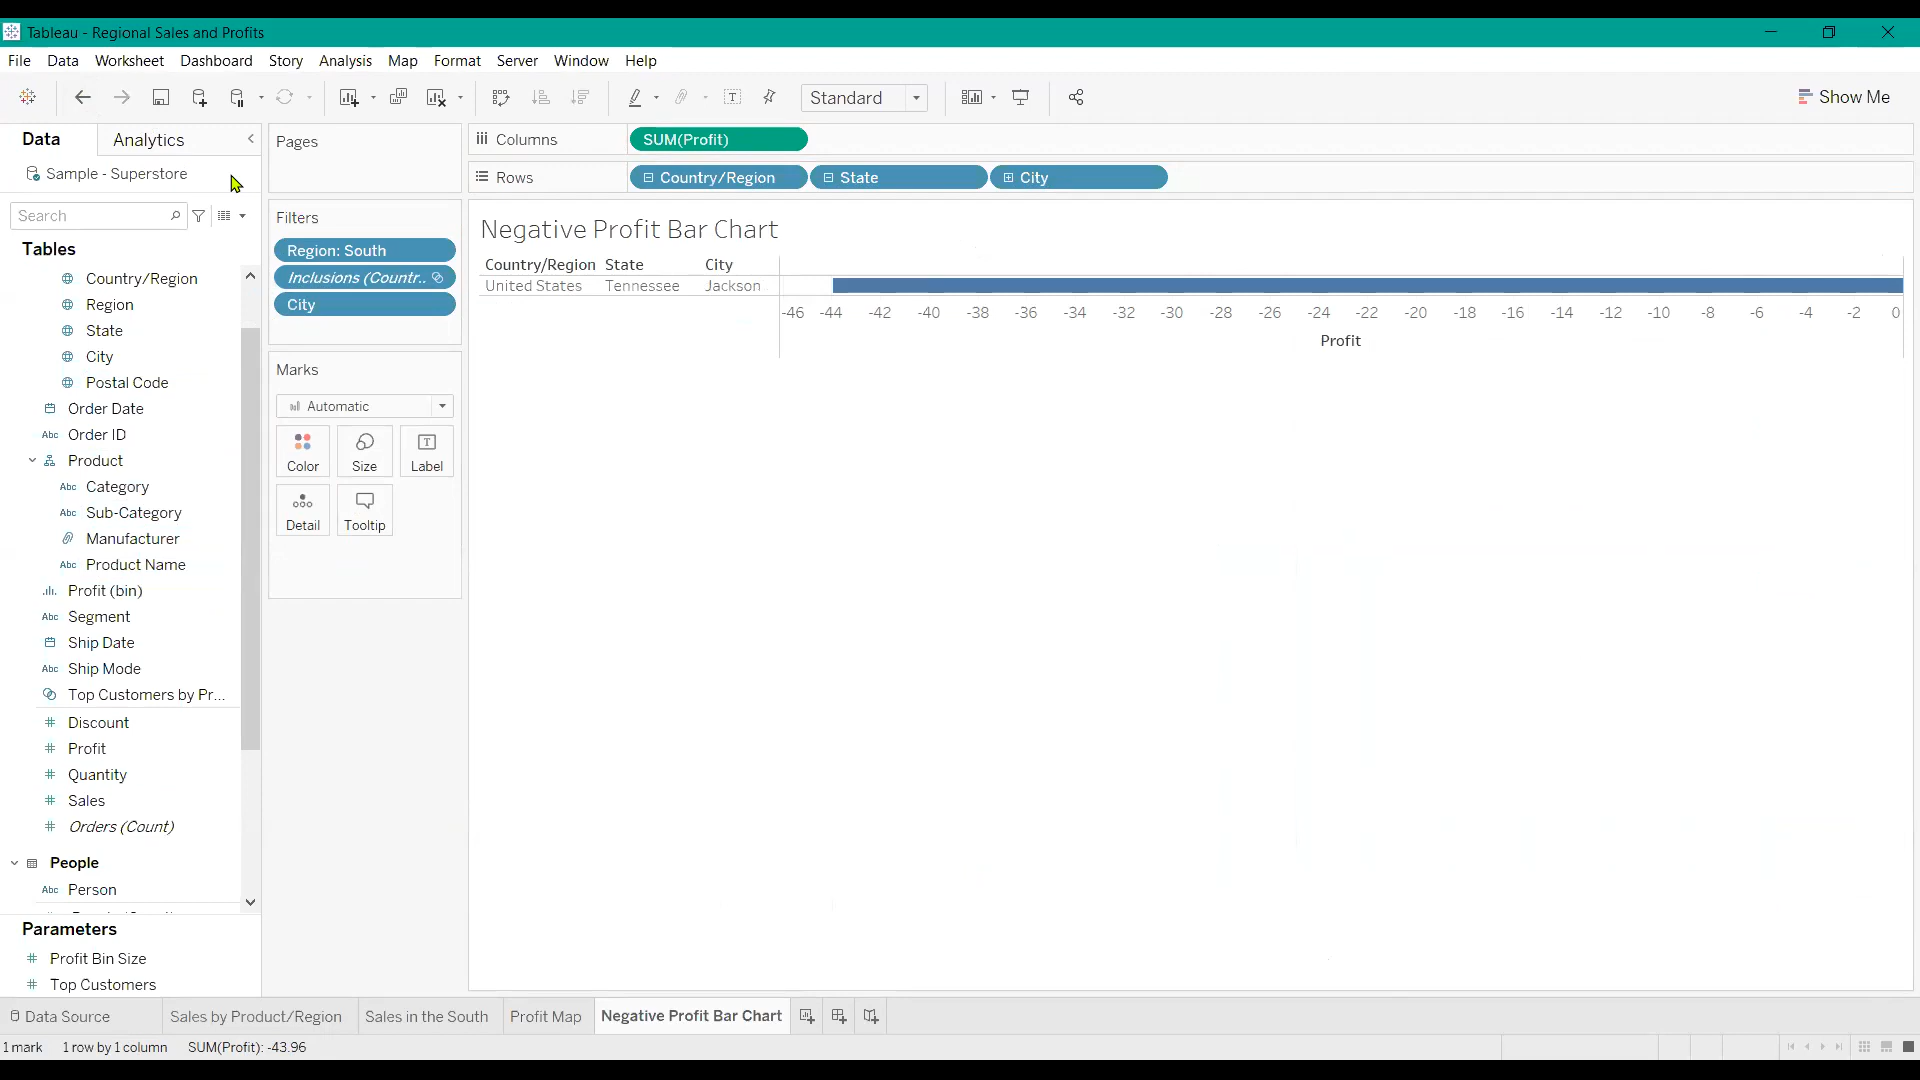 Tableau - Regional Sales and Profits
File Data Worksheet Dashboard Story Analysis Map Format Server Window Help
Standard
Show Me
Data Analytics
Sample - Superstore
Search
Tables
Country/Region
Region
State
City
Postal Code
Order Date
Abc Order ID
Product
Abc Category
Abc Sub-Category
Manufacturer
Abc Product Name
Profit (bin)
Abc Segment
Ship Date
Abc Ship Mode
Top Customers by Pr...
# Discount
# Profit
# Quantity
# Sales
# Orders (Count)
People
Abc Person
Parameters
# Profit Bin Size
# Top Customers
Pages
Filters
Region: South
Inclusions (Countr..
City
Marks
Automatic
Color Size T Label
Detail Tooltip
Columns SUM(Profit)
Rows Country/Region State City
Negative Profit Bar Chart
Country/Region State City
United States Tennessee Jackson
-46 -44 -42 -40 -38 -36 -34 -32 -30 -28 -26 -24 -22 -20 -18 -16 -14 -12 -10 -8 -6 -4 -2 0
Profit
Data Source Sales by Product/Region Sales in the South Profit Map Negative Profit Bar Chart
1 mark 1 row by 1 column SUM(Profit): -43.96